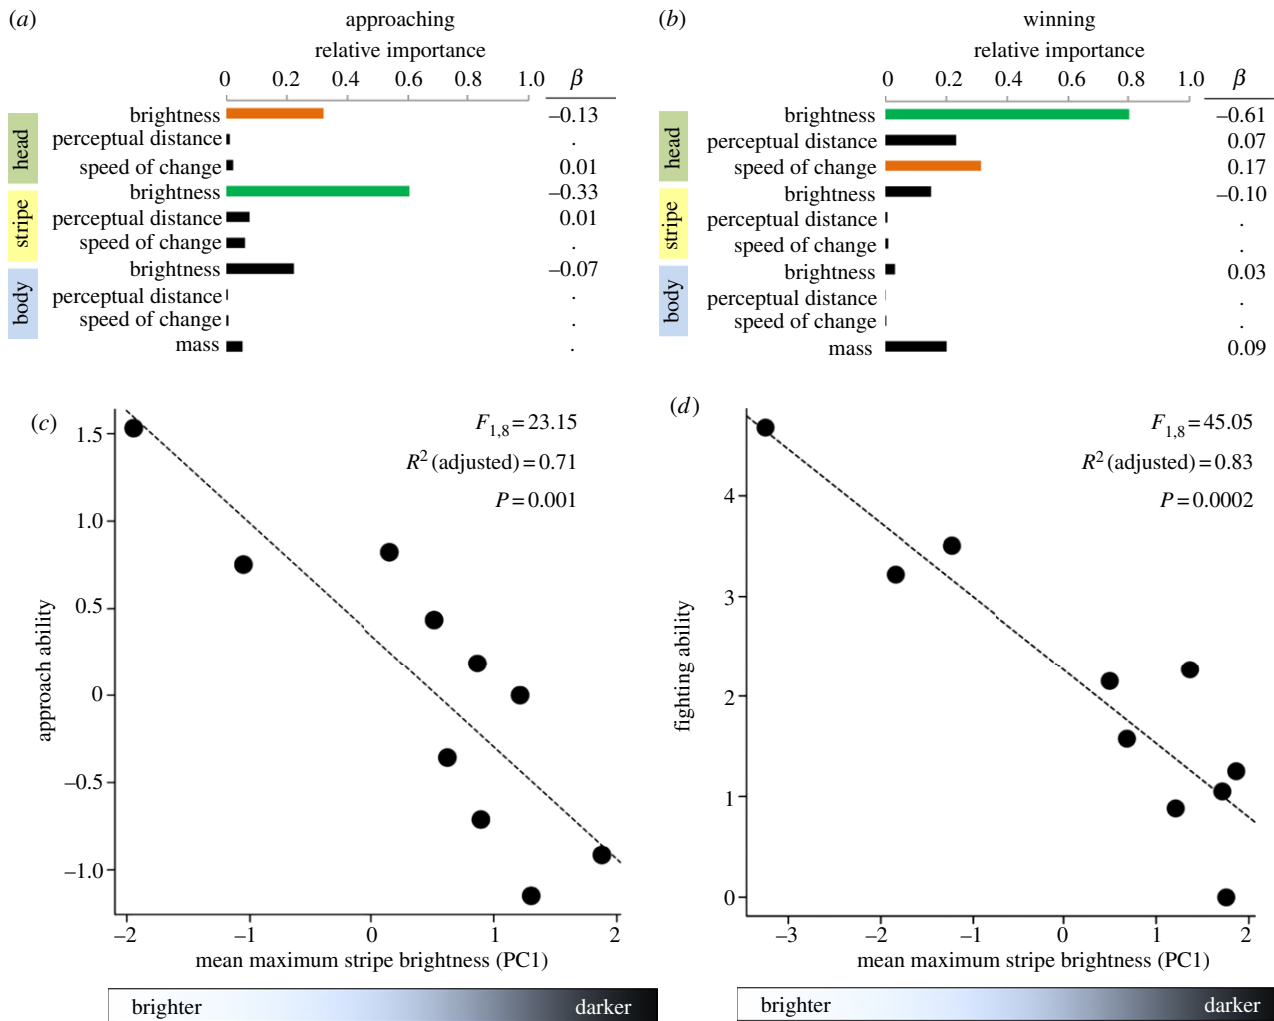 (a)
approaching
relative importance
0 0.2 0.4 0.6 0.8 1.0 β
head
brightness –0.13
perceptual distance .
speed of change 0.01
stripe
brightness –0.33
perceptual distance 0.01
speed of change .
body
brightness –0.07
perceptual distance .
speed of change .
mass .
(b)
winning
relative importance
0 0.2 0.4 0.6 0.8 1.0 β
head
brightness –0.61
perceptual distance 0.07
speed of change 0.17
stripe
brightness –0.10
perceptual distance .
speed of change .
body
brightness 0.03
perceptual distance .
speed of change .
mass 0.09
(c)
F1,8 = 23.15
R2 (adjusted) = 0.71
P = 0.001
approach ability
1.5
1.0
0.5
0
–0.5
–1.0
–2 –1 0 1 2
mean maximum stripe brightness (PC1)
brighter darker
(d)
F1,8 = 45.05
R2 (adjusted) = 0.83
P = 0.0002
fighting ability
4
3
2
1
0
–3 –2 –1 0 1 2
mean maximum stripe brightness (PC1)
brighter darker